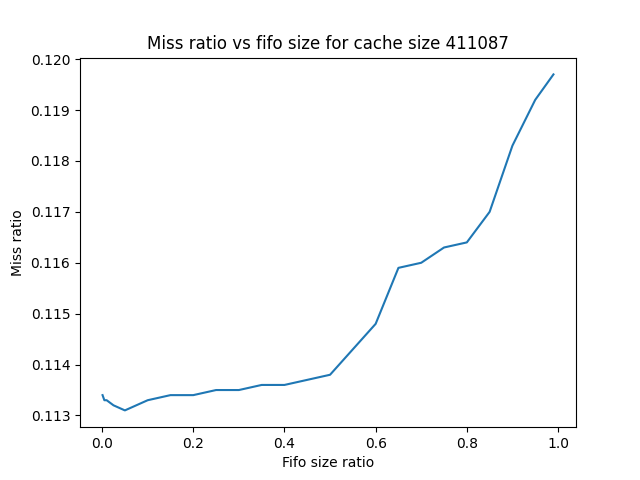 Miss ratio vs fifo size for cache size 411087
0.120
0.119
0.118
0.117
0.116
0.115
0.114
0.113
Miss ratio
0.0 0.2 0.4 0.6 0.8 1.0
Fifo size ratio